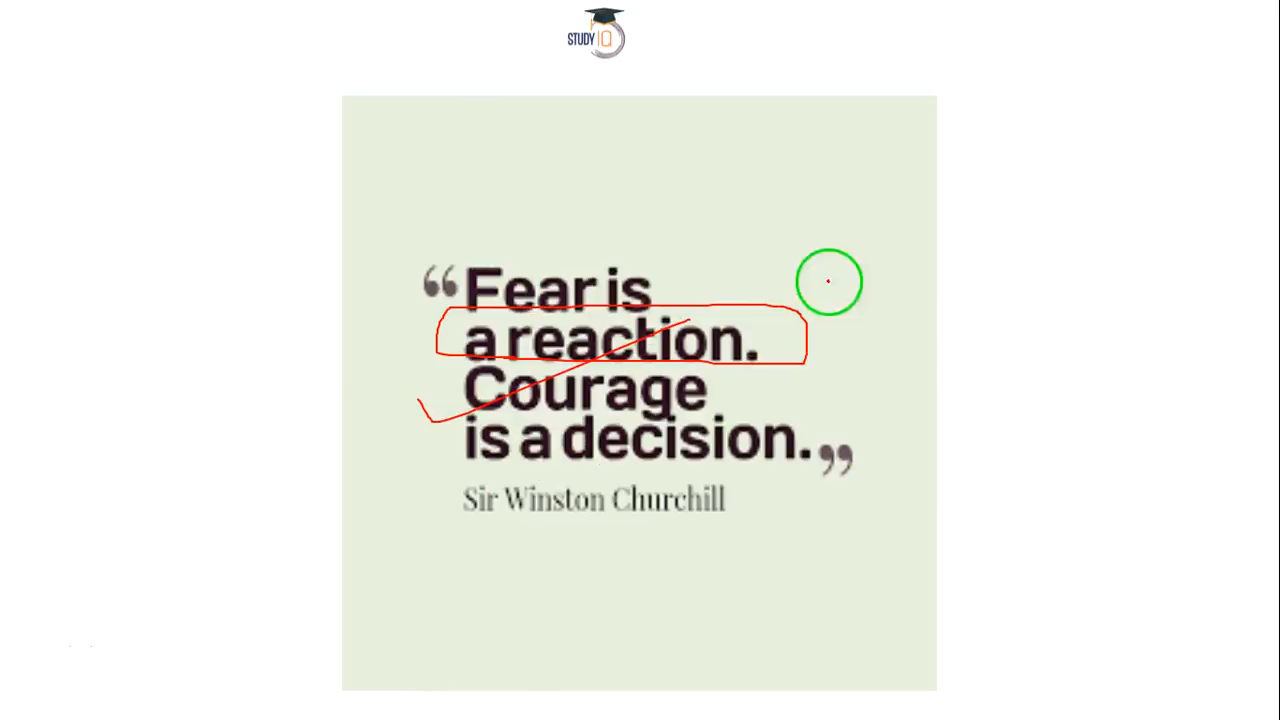 STUDY IQ
“Fear is
a reaction.
Courage
is a decision.”
Sir Winston Churchill